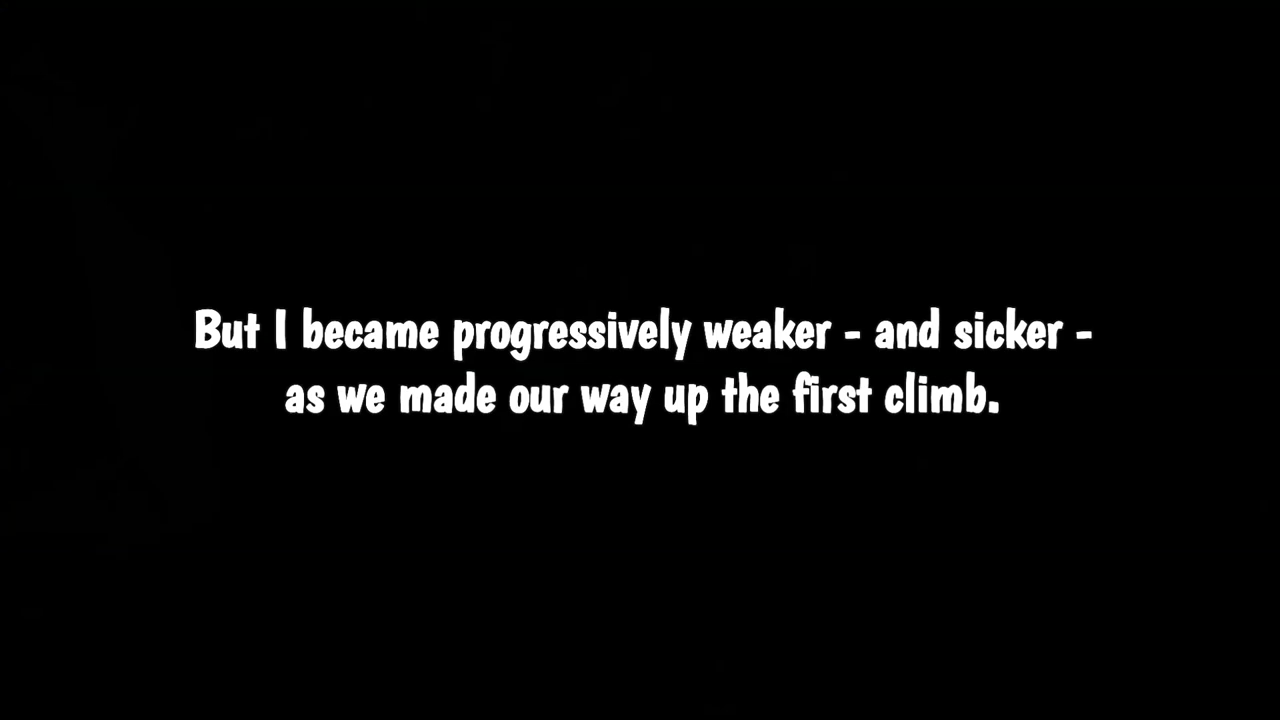 But I became progressively weaker - and sicker -
as we made our way up the first climb.